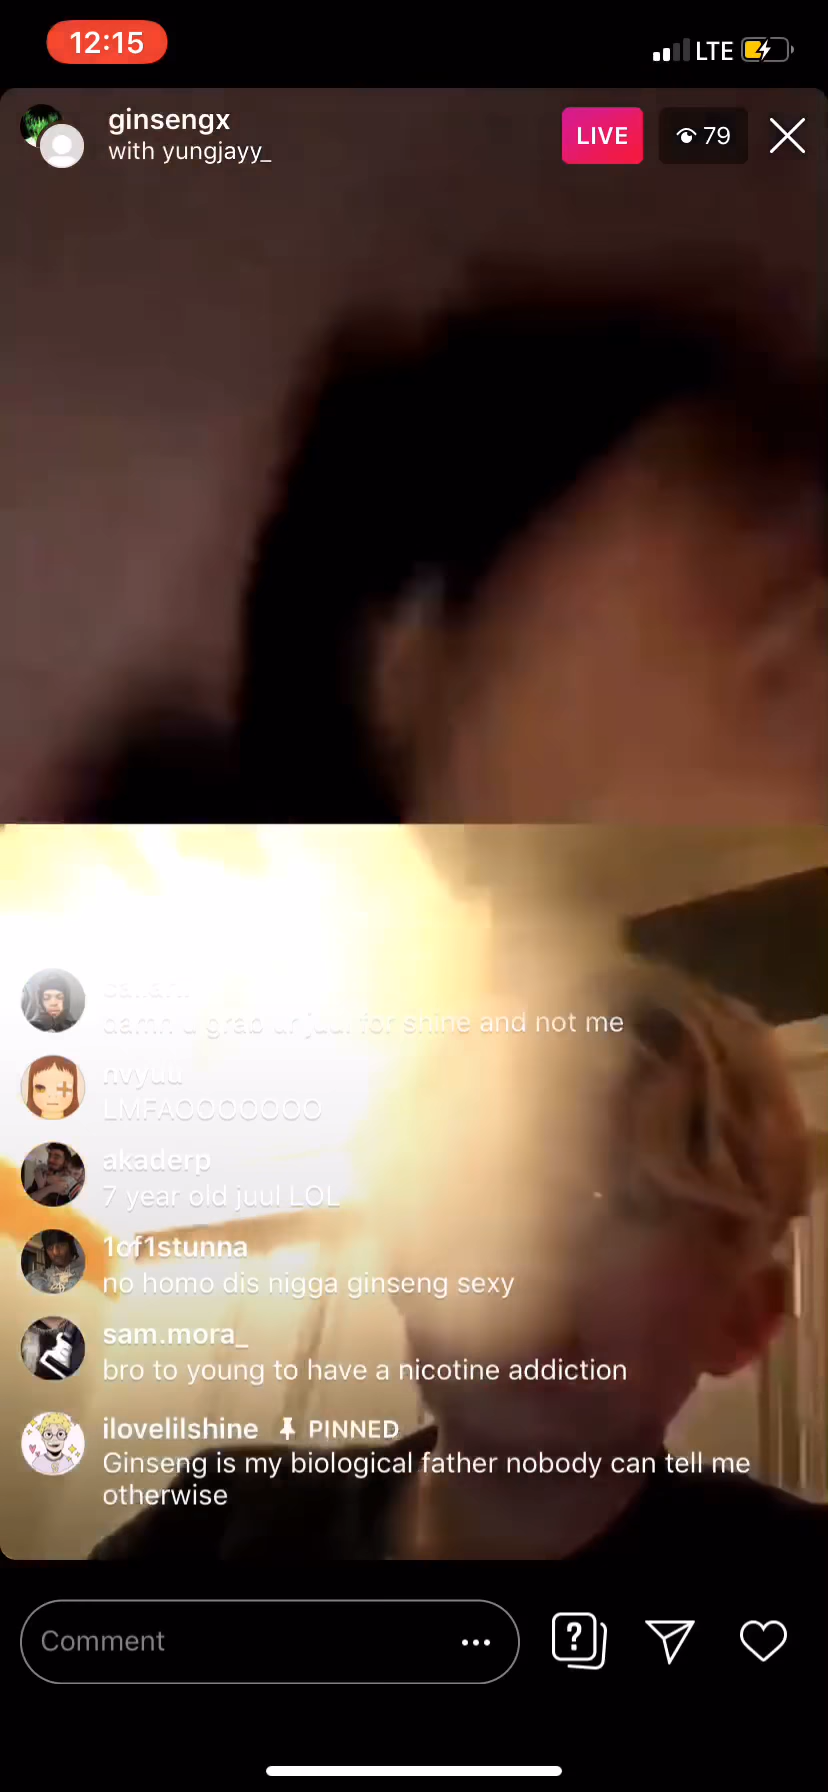 12:15
LTE
ginsengx
with yungjayy_
LIVE
79
damn u grab ur juul for shine and not me
nvyuu
LMFAOOOOOOO
akaderp
7 year old juul LOL
1of1stunna
no homo dis nigga ginseng sexy
sam.mora_
bro to young to have a nicotine addiction
ilovelilshine PINNED
Ginseng is my biological father nobody can tell me
otherwise
Comment